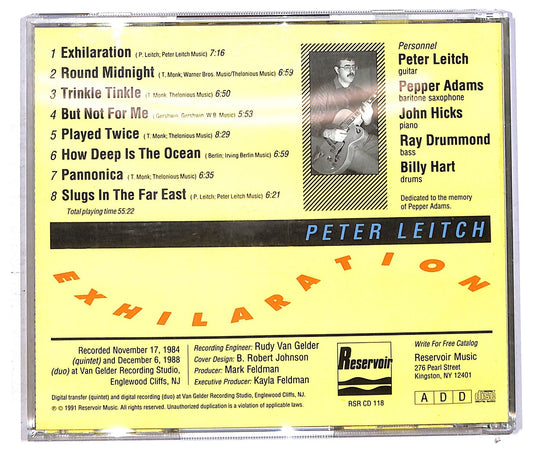 1 Exhilaration (P. Leitch; Peter Leitch Music) 7:16
2 Round Midnight (T. Monk; Warner Bros. Music/Thelonious Music) 6:59
3 Trinkle Tinkle (T. Monk; Thelonious Music) 6:50
4 But Not For Me (Gershwin, Gershwin; W.B. Music) 5:53
5 Played Twice (T. Monk; Thelonious Music) 8:29
6 How Deep Is The Ocean (Berlin; Irving Berlin Music) 6:59
7 Pannonica (T. Monk; Thelonious Music) 6:35
8 Slugs In The Far East (P. Leitch; Peter Leitch Music) 6:21
Total playing time 55:22
Personnel
Peter Leitch
guitar
Pepper Adams
baritone saxophone
John Hicks
piano
Ray Drummond
bass
Billy Hart
drums
Dedicated to the memory
of Pepper Adams.
PETER LEITCH
EXHILARATION
Recorded November 17, 1984
(quintet) and December 6, 1988
(duo) at Van Gelder Recording Studio,
Englewood Cliffs, NJ
Recording Engineer: Rudy Van Gelder
Cover Design: B. Robert Johnson
Producer: Mark Feldman
Executive Producer: Kayla Feldman
Digital transfer (quintet) and digital recording (duo) at Van Gelder Recording Studio, Englewood Cliffs, NJ.
℗ © 1991 Reservoir Music. All rights reserved. Unauthorized duplication is a violation of applicable laws.
Reservoir
RSR CD 118
Write For Free Catalog
Reservoir Music
276 Pearl Street
Kingston, NY 12401
A D D